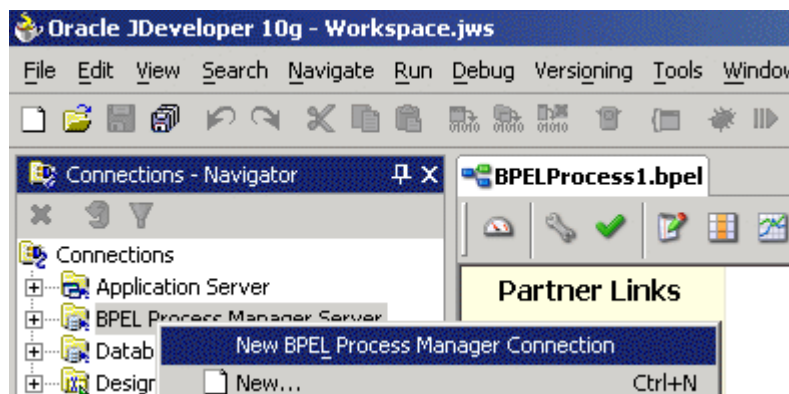 Oracle JDeveloper 10g - Workspace.jws
File Edit View Search Navigate Run Debug Versioning Tools Window
Connections - Navigator
BPELProcess1.bpel
Connections
Application Server
BPEL Process Manager Server
Datab
Design
New BPEL Process Manager Connection
New... Ctrl+N
Partner Links